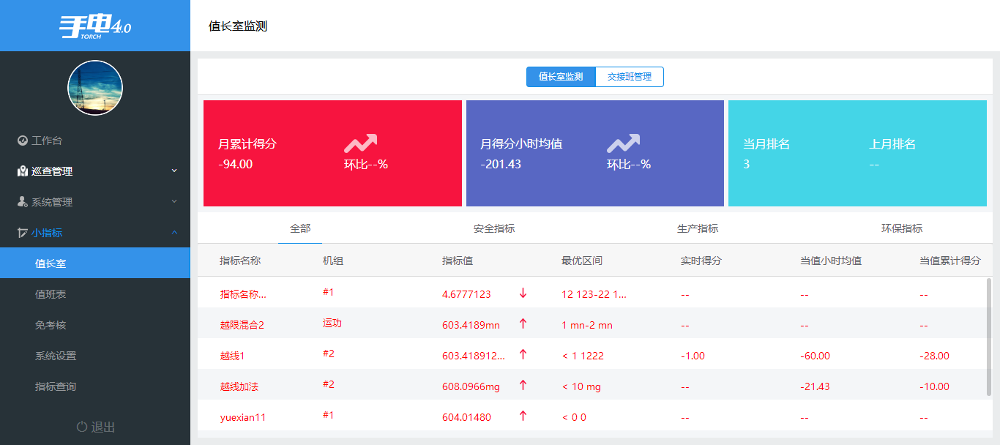 手电4.0
TORCH
值长室监测
工作台
巡查管理
系统管理
小指标
值长室
值班表
免考核
系统设置
指标查询
退出
值长室监测 交接班管理
月累计得分
-94.00 环比--%
月得分小时均值
-201.43 环比--%
当月排名 上月排名
3 --
全部 安全指标 生产指标 环保指标
指标名称 机组 指标值 最优区间 实时得分 当值小时均值 当值累计得分
指标名称... #1 4.6777123 ↓ 12 123-22 1... -- -- --
越限混合2 运功 603.4189mn ↑ 1 mn-2 mn -- -- --
越线1 #2 603.418912... ↑ < 1 1222 -1.00 -60.00 -28.00
越线加法 #2 608.0966mg ↑ < 10 mg -- -21.43 -10.00
yuexian11 #1 604.01480 ↑ < 0 0 -- -- --